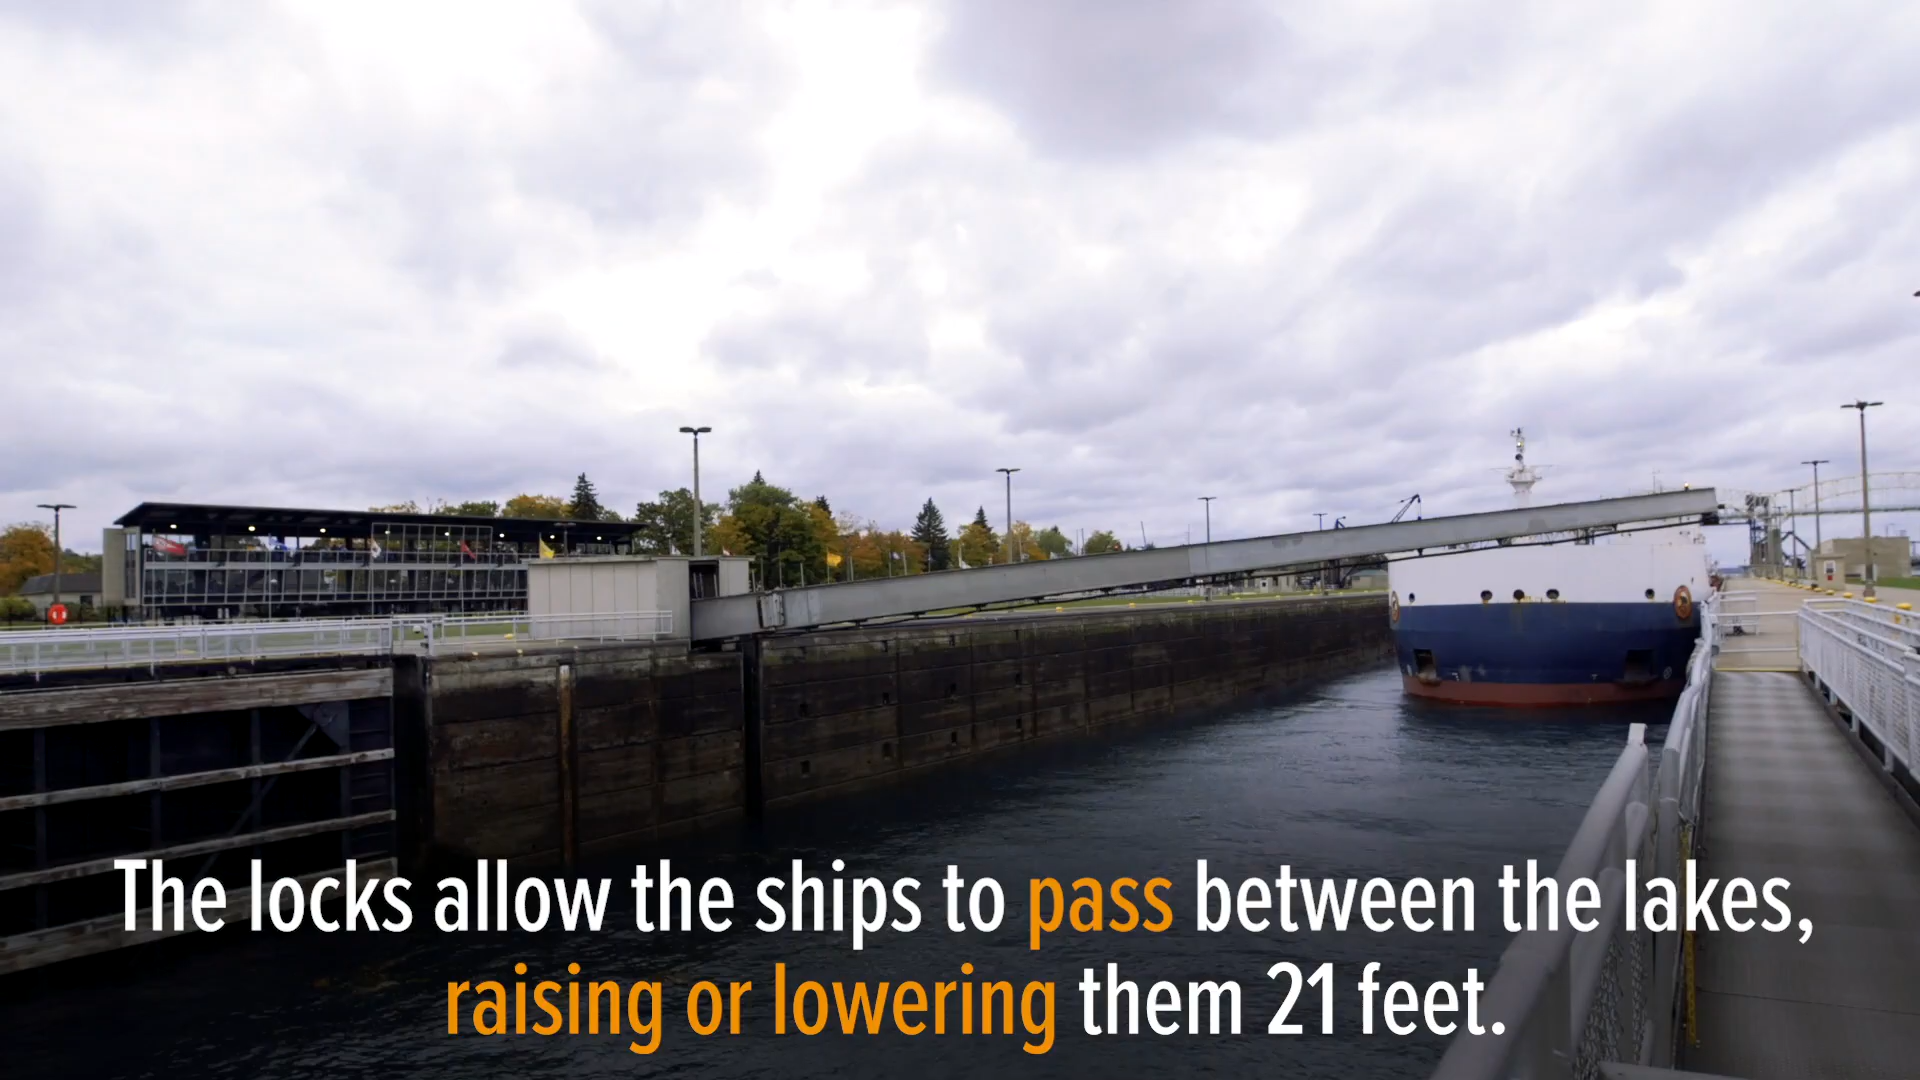 The locks allow the ships to pass between the lakes,
raising or lowering them 21 feet.